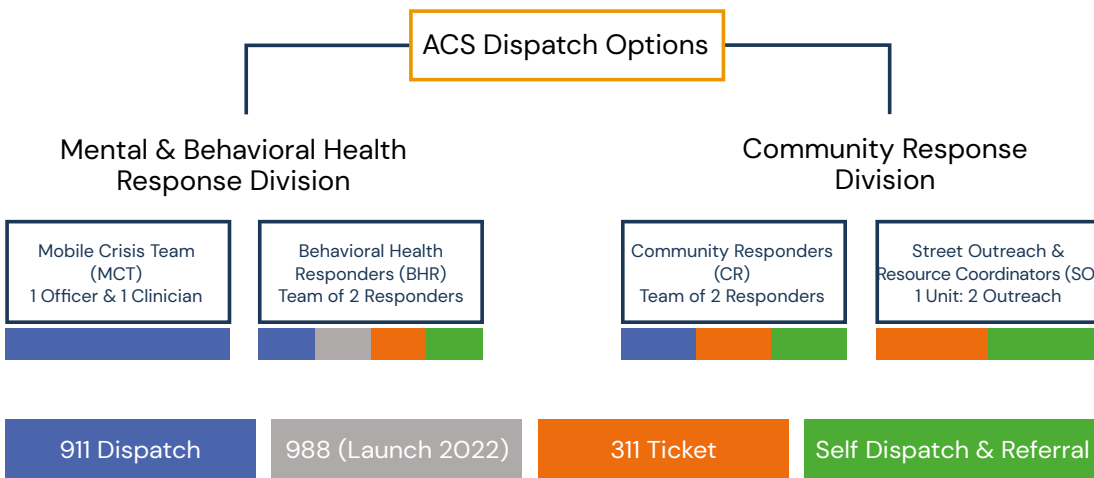 ACS Dispatch Options
Mental & Behavioral Health
Response Division
Community Response
Division
Mobile Crisis Team
(MCT)
1 Officer & 1 Clinician
Behavioral Health
Responders (BHR)
Team of 2 Responders
Community Responders
(CR)
Team of 2 Responders
Street Outreach &
Resource Coordinators (SO
1 Unit: 2 Outreach
911 Dispatch
988 (Launch 2022)
311 Ticket
Self Dispatch & Referral